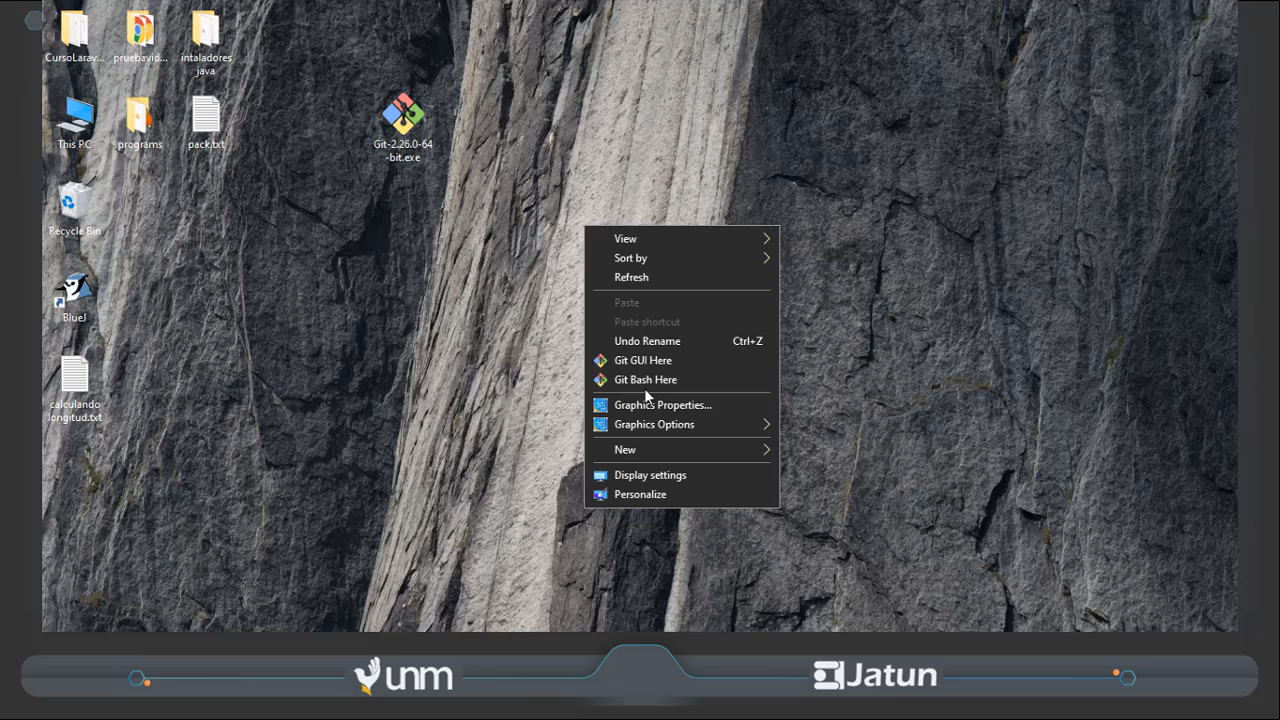 CursoLarav...
pruebavid...
intaladores
java
This PC
programs
pack.txt
Git-2.26.0-64
-bit.exe
Recycle Bin
BlueJ
calculando
longitud.txt
View
Sort by
Refresh
Paste
Paste shortcut
Undo Rename Ctrl+Z
Git GUI Here
Git Bash Here
Graphics Properties...
Graphics Options
New
Display settings
Personalize
unm
Jatun